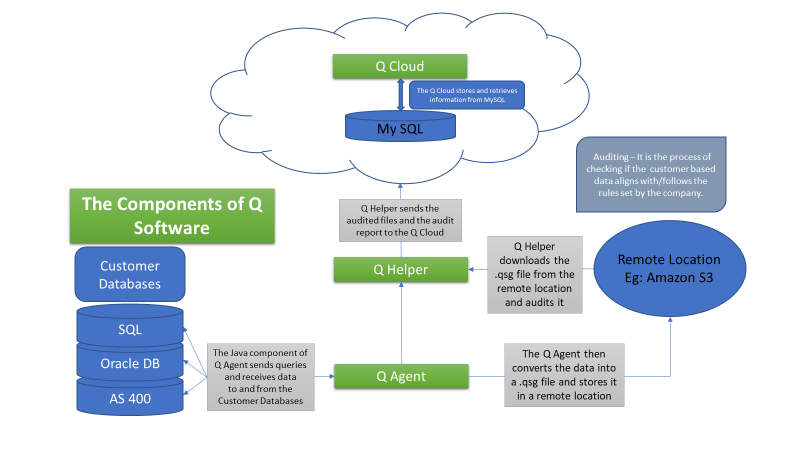 Q Cloud
The Q Cloud stores and retrieves
information from MySQL
My SQL
Auditing – It is the process of
checking if the customer based
data aligns with/follows the
rules set by the company.
The Components of Q
Software
Q Helper sends the
audited files and the audit
report to the Q Cloud
Customer
Databases
Q Helper
Q Helper
downloads the
.qsg file from the
remote location
and audits it
Remote Location
Eg: Amazon S3
SQL
Oracle DB
AS 400
The Java component of
Q Agent sends queries
and receives data
to and from the
Customer Databases
Q Agent
The Q Agent then
converts the data into
a .qsg file and stores it
in a remote location